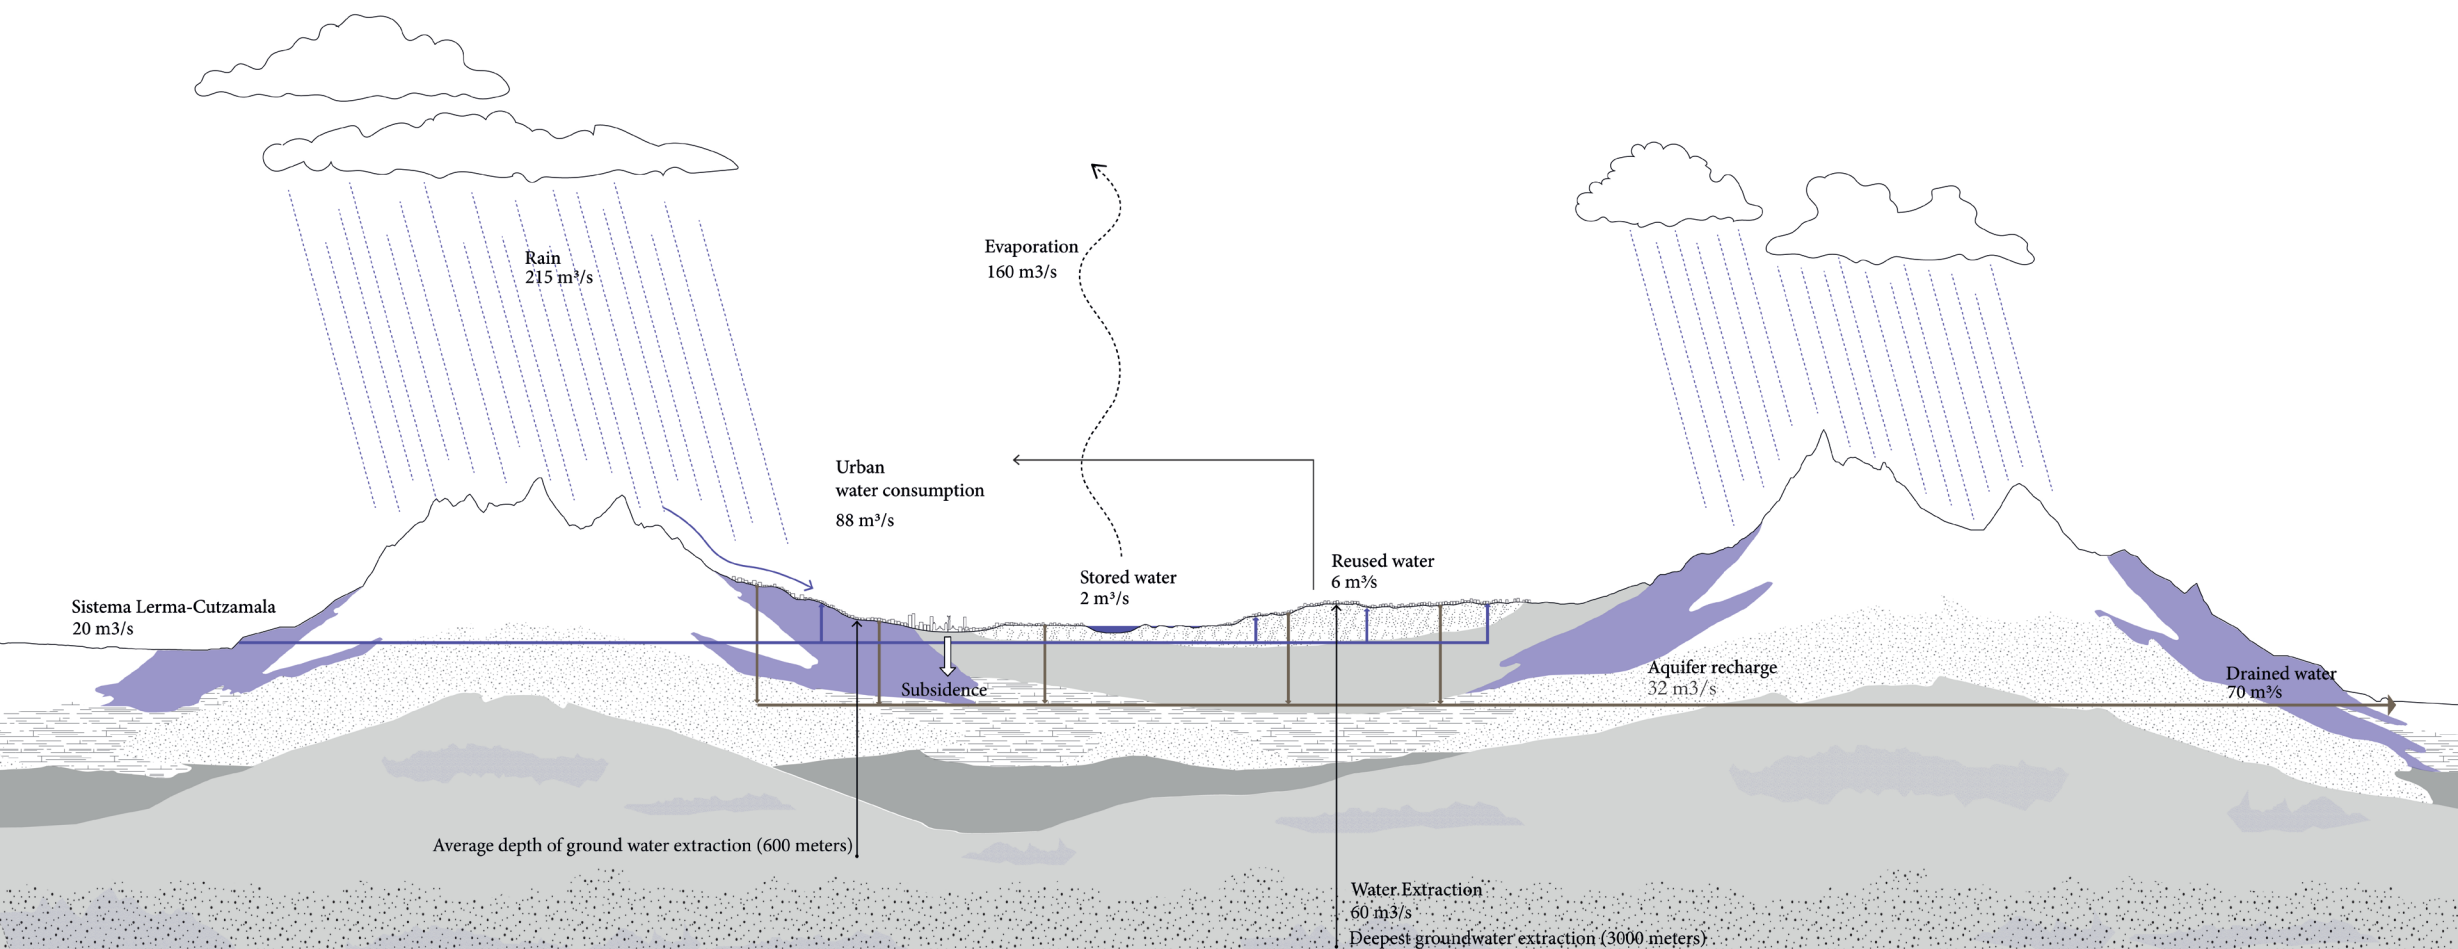 Rain
215 m³/s
Evaporation
160 m3/s
Urban
water consumption
88 m³/s
Reused water
6 m³/s
Stored water
2 m³/s
Sistema Lerma-Cutzamala
20 m3/s
Subsidence
Aquifer recharge
32 m3/s
Drained water
70 m³/s
Average depth of ground water extraction (600 meters)
Water Extraction
60 m3/s
Deepest groundwater extraction (3000 meters)